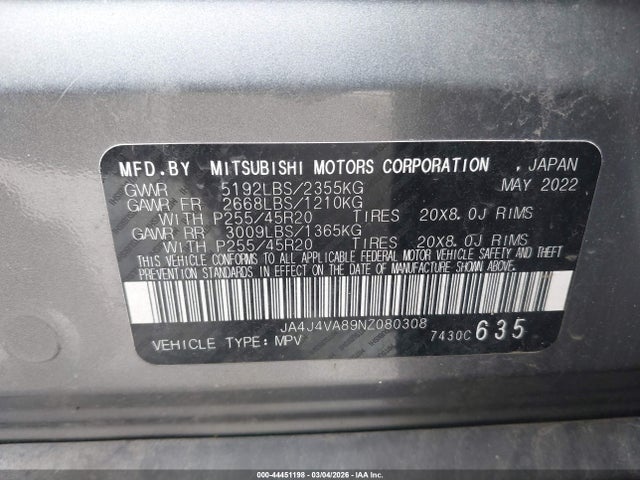 MFD.BY MITSUBISHI MOTORS CORPORATION , JAPAN
GVWR 5192LBS/2355KG MAY 2022
GAWR FR 2668LBS/1210KG
WITH P255/45R20 TIRES 20X8.0J RIMS
GAWR RR 3009LBS/1365KG
WITH P255/45R20 TIRES 20X8.0J RIMS
THIS VEHICLE CONFORMS TO ALL APPLICABLE FEDERAL MOTOR VEHICLE SAFETY AND THEFT
PREVENTION STANDARDS IN EFFECT ON THE DATE OF MANUFACTURE SHOWN ABOVE.
JA4J4VA89NZ080308
VEHICLE TYPE: MPV 7430C 635
000-44451198 - 03/04/2026 - IAA Inc.